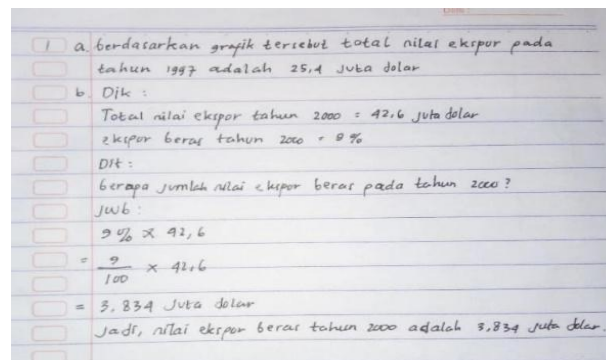 1 a. berdasarkan grafik tersebut total nilai ekspor pada
tahun 1997 adalah 25,4 Juta dolar
b. Dik :
Total nilai ekspor tahun 2000 = 42,6 juta dolar
ekspor beras tahun 2000 = 9 %
Dit :
berapa jumlah nilai ekspor beras pada tahun 2000 ?
Jwb :
9 % x 42,6
= 9/100 x 42,6
= 3,834 Juta dolar
Jadi, nilai ekspor beras tahun 2000 adalah 3,834 juta dolar.